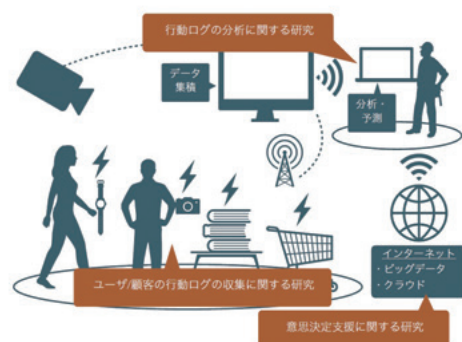 行動ログの分析に関する研究
データ
集積
分析・
予測
インターネット
・ビッグデータ
・クラウド
ユーザ/顧客の行動ログの収集に関する研究
意思決定支援に関する研究